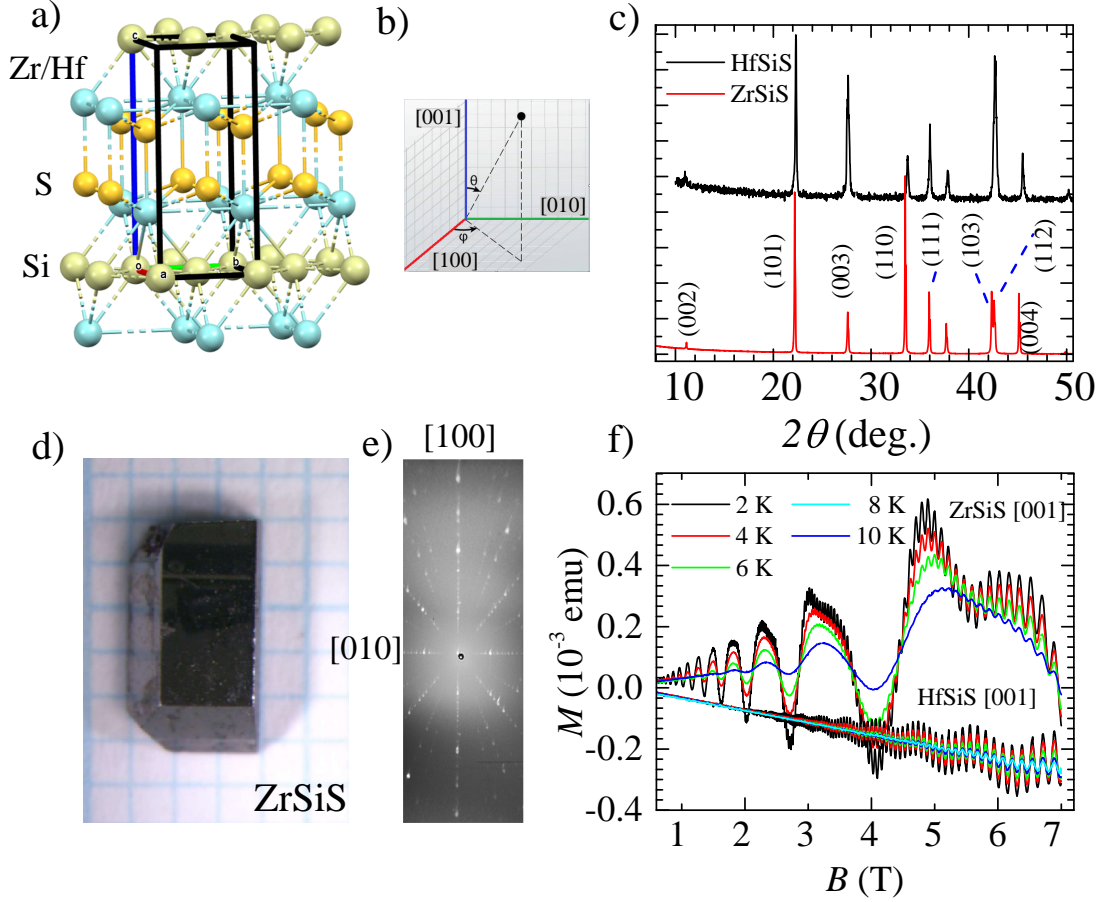 a)
Zr/Hf
S
Si
c
o
a
b
b)
[001]
θ
[010]
φ
[100]
c)
HfSiS
ZrSiS
(002)
(101)
(003)
(110)
(111)
(103)
(112)
(004)
10 20 30 40 50
2θ (deg.)
d)
ZrSiS
e)
[100]
[010]
f)
2 K
4 K
6 K
8 K
10 K
ZrSiS [001]
HfSiS [001]
0.6
0.4
0.2
0.0
-0.2
-0.4
M (10⁻³ emu)
1 2 3 4 5 6 7
B (T)